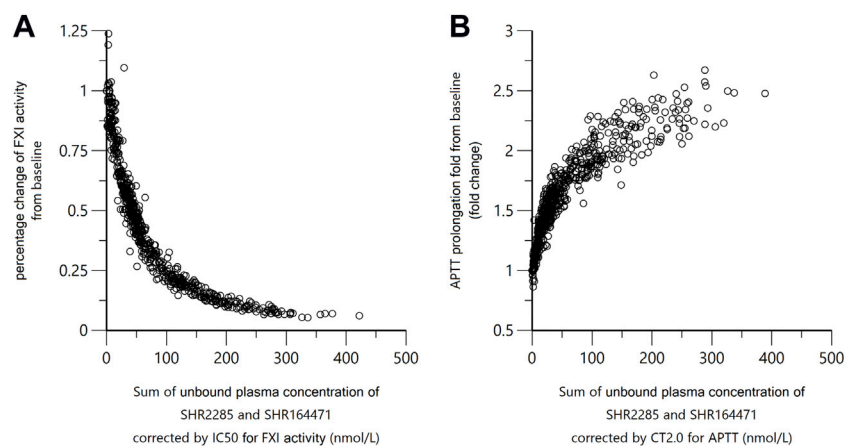 A
percentage change of FXI activity
from baseline
1.25
1
0.75
0.5
0.25
0
0
100
200
300
400
500
Sum of unbound plasma concentration of
SHR2285 and SHR164471
corrected by IC50 for FXI activity (nmol/L)
B
APTT prolongation fold from baseline
(fold change)
3
2.5
2
1.5
1
0.5
0
100
200
300
400
500
Sum of unbound plasma concentration of
SHR2285 and SHR164471
corrected by CT2.0 for APTT (nmol/L)